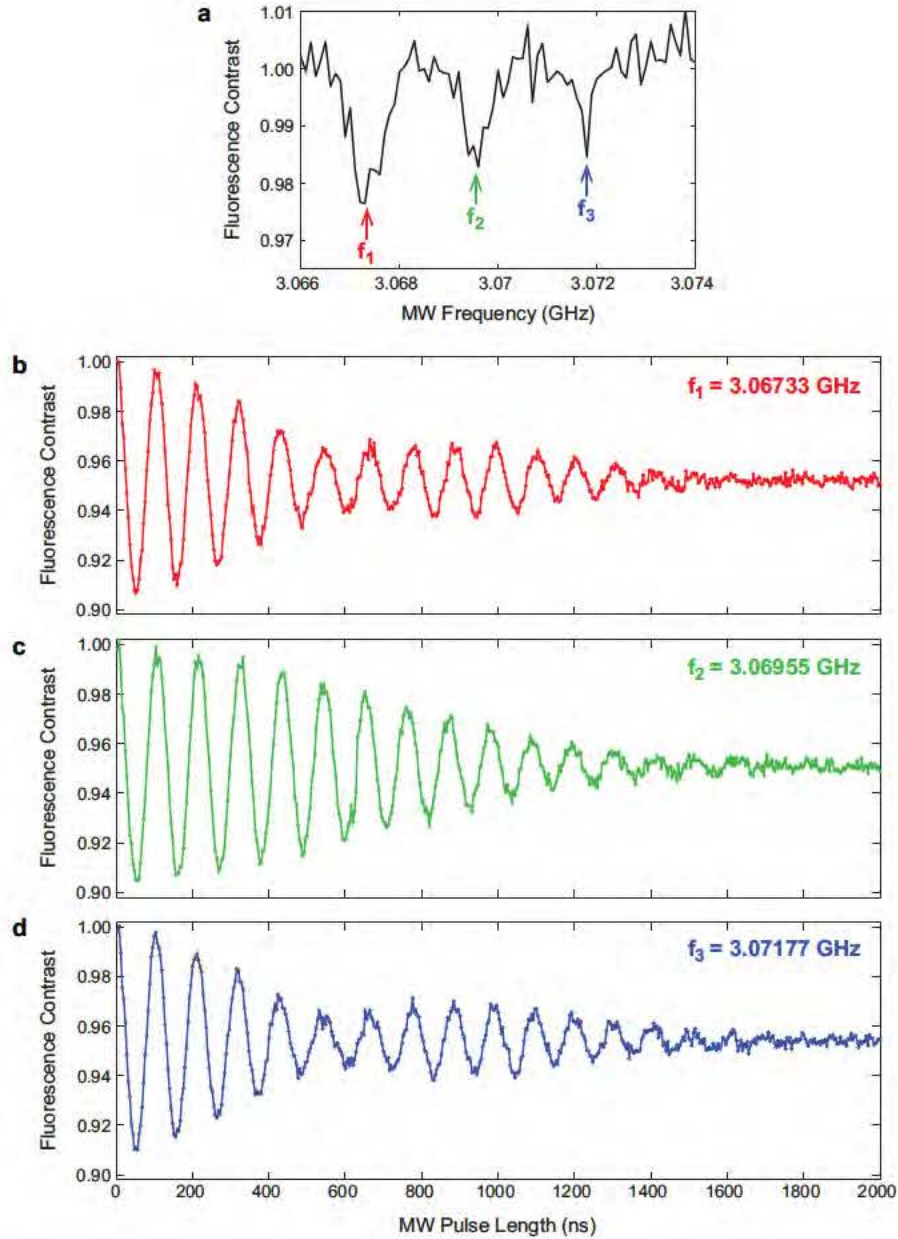 a
1.01
1.00
0.99
0.98
0.97
Fluorescence Contrast
f1
f2
f3
3.066
3.068
3.07
3.072
3.074
MW Frequency (GHz)
b
1.00
0.98
0.96
0.94
0.92
0.90
Fluorescence Contrast
f1 = 3.06733 GHz
c
1.00
0.98
0.96
0.94
0.92
0.90
Fluorescence Contrast
f2 = 3.06955 GHz
d
1.00
0.98
0.96
0.94
0.92
0.90
Fluorescence Contrast
f3 = 3.07177 GHz
0
200
400
600
800
1000
1200
1400
1600
1800
2000
MW Pulse Length (ns)